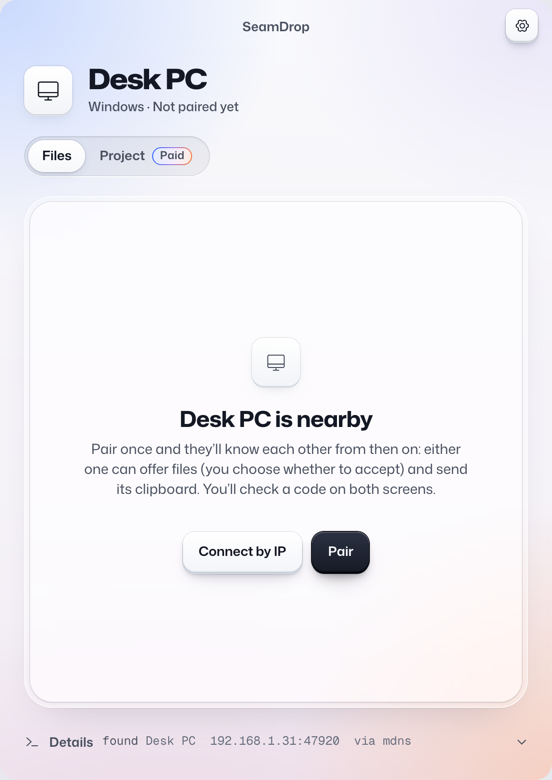 SeamDrop
Desk PC
Windows · Not paired yet
Files
Project Paid
Desk PC is nearby
Pair once and they’ll know each other from then on: either
one can offer files (you choose whether to accept) and send
its clipboard. You’ll check a code on both screens.
Connect by IP
Pair
Details found Desk PC 192.168.1.31:47920 via mdns